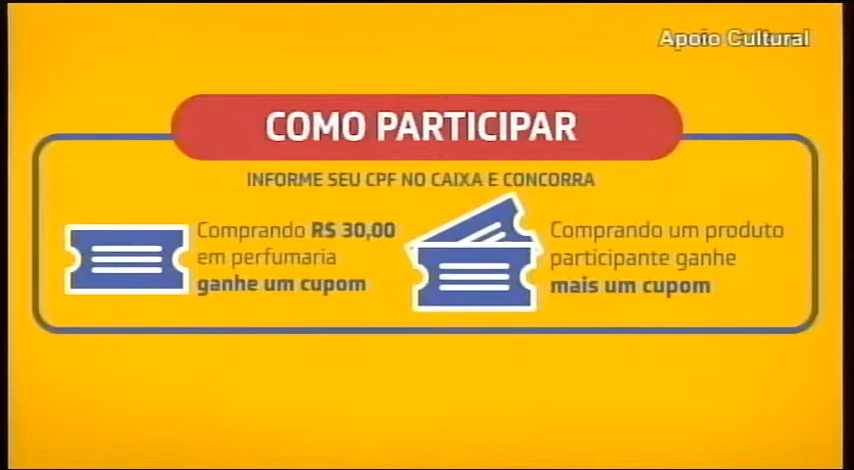 Apoio Cultural
COMO PARTICIPAR
INFORME SEU CPF NO CAIXA E CONCORRA
Comprando R$ 30,00
em perfumaria
ganhe um cupom
Comprando um produto
participante ganhe
mais um cupom